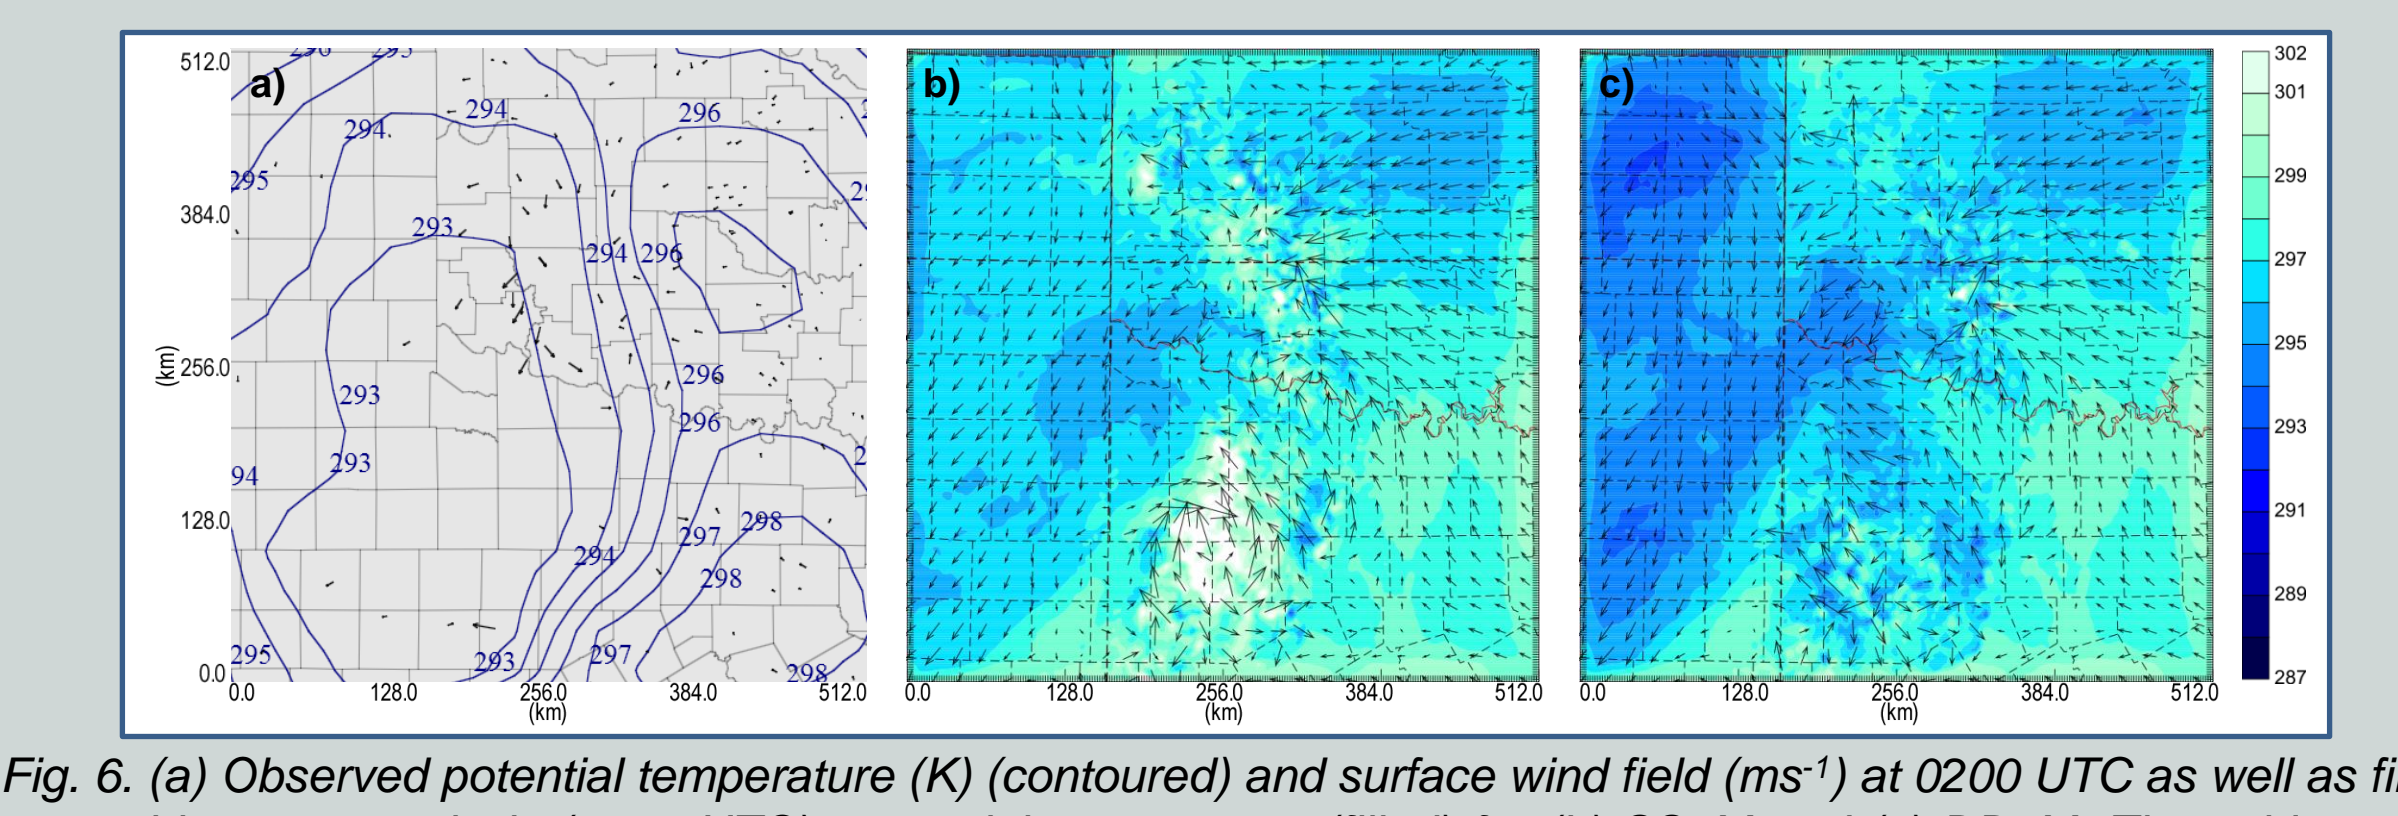 512.0
384.0
256.0
128.0
0.0
(km)
a)
296 295
294 294 296
295
293
294 296
293 296
296
293
94
298
297
294 298
295 293 297 298
0.0 128.0 256.0 384.0 512.0
(km)
b)
0.0 128.0 256.0 384.0 512.0
(km)
c)
0.0 128.0 256.0 384.0 512.0
(km)
302
301
299
297
295
293
291
289
287
Fig. 6. (a) Observed potential temperature (K) (contoured) and surface wind field (ms-1) at 0200 UTC as well as